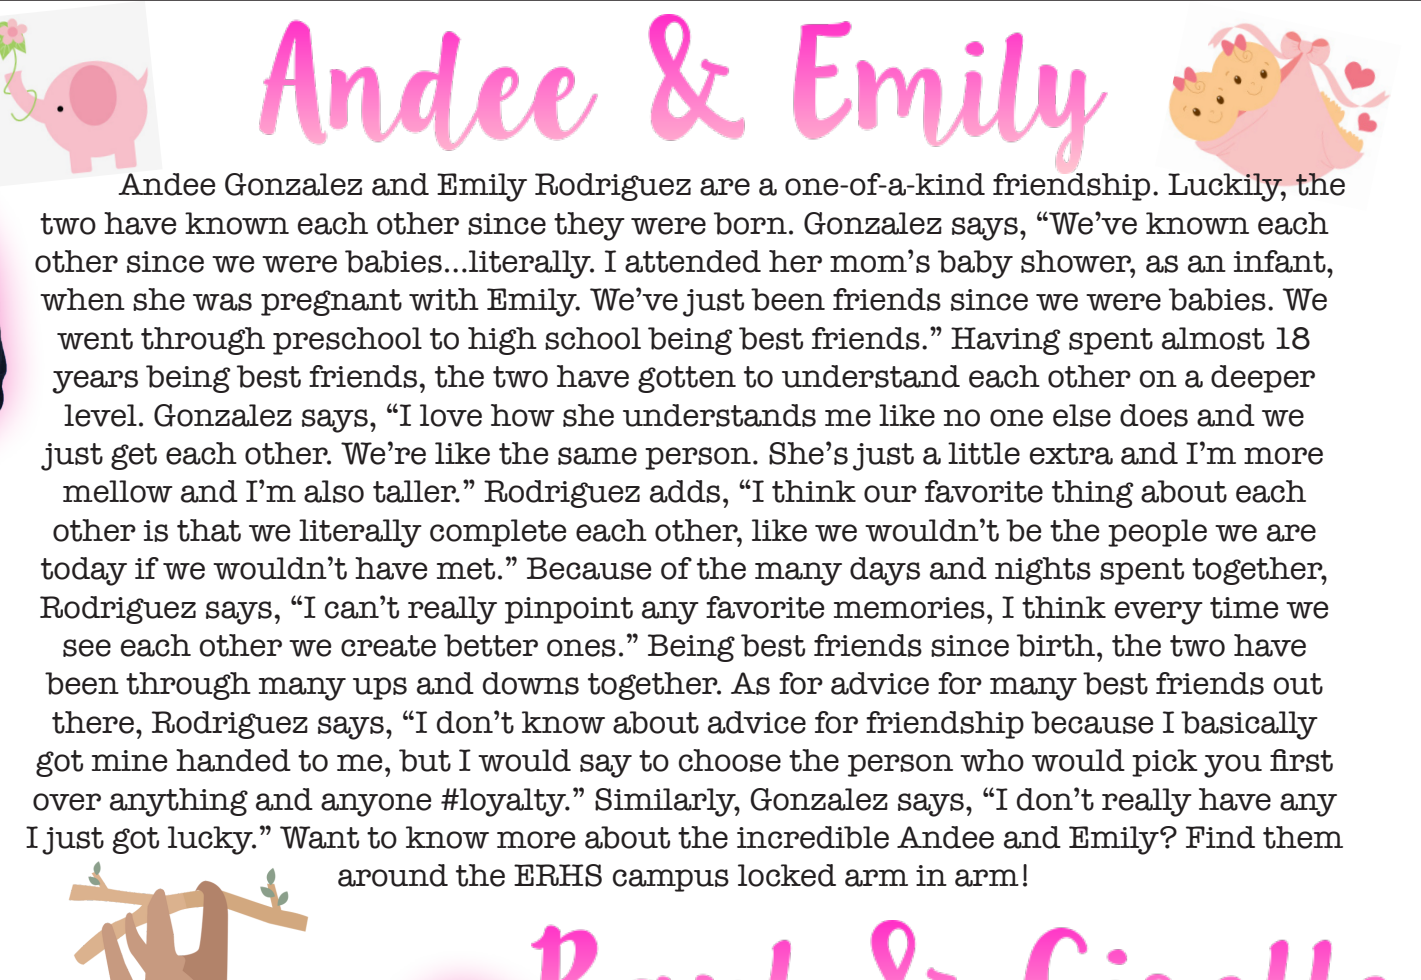 Andee & Emily
Andee Gonzalez and Emily Rodriguez are a one-of-a-kind friendship. Luckily, the
two have known each other since they were born. Gonzalez says, “We’ve known each
other since we were babies...literally. I attended her mom’s baby shower, as an infant,
when she was pregnant with Emily. We’ve just been friends since we were babies. We
went through preschool to high school being best friends.” Having spent almost 18
years being best friends, the two have gotten to understand each other on a deeper
level. Gonzalez says, “I love how she understands me like no one else does and we
just get each other. We’re like the same person. She’s just a little extra and I’m more
mellow and I’m also taller.” Rodriguez adds, “I think our favorite thing about each
other is that we literally complete each other, like we wouldn’t be the people we are
today if we wouldn’t have met.” Because of the many days and nights spent together,
Rodriguez says, “I can’t really pinpoint any favorite memories, I think every time we
see each other we create better ones.” Being best friends since birth, the two have
been through many ups and downs together. As for advice for many best friends out
there, Rodriguez says, “I don’t know about advice for friendship because I basically
got mine handed to me, but I would say to choose the person who would pick you first
over anything and anyone #loyalty.” Similarly, Gonzalez says, “I don’t really have any
I just got lucky.” Want to know more about the incredible Andee and Emily? Find them
around the ERHS campus locked arm in arm!
&